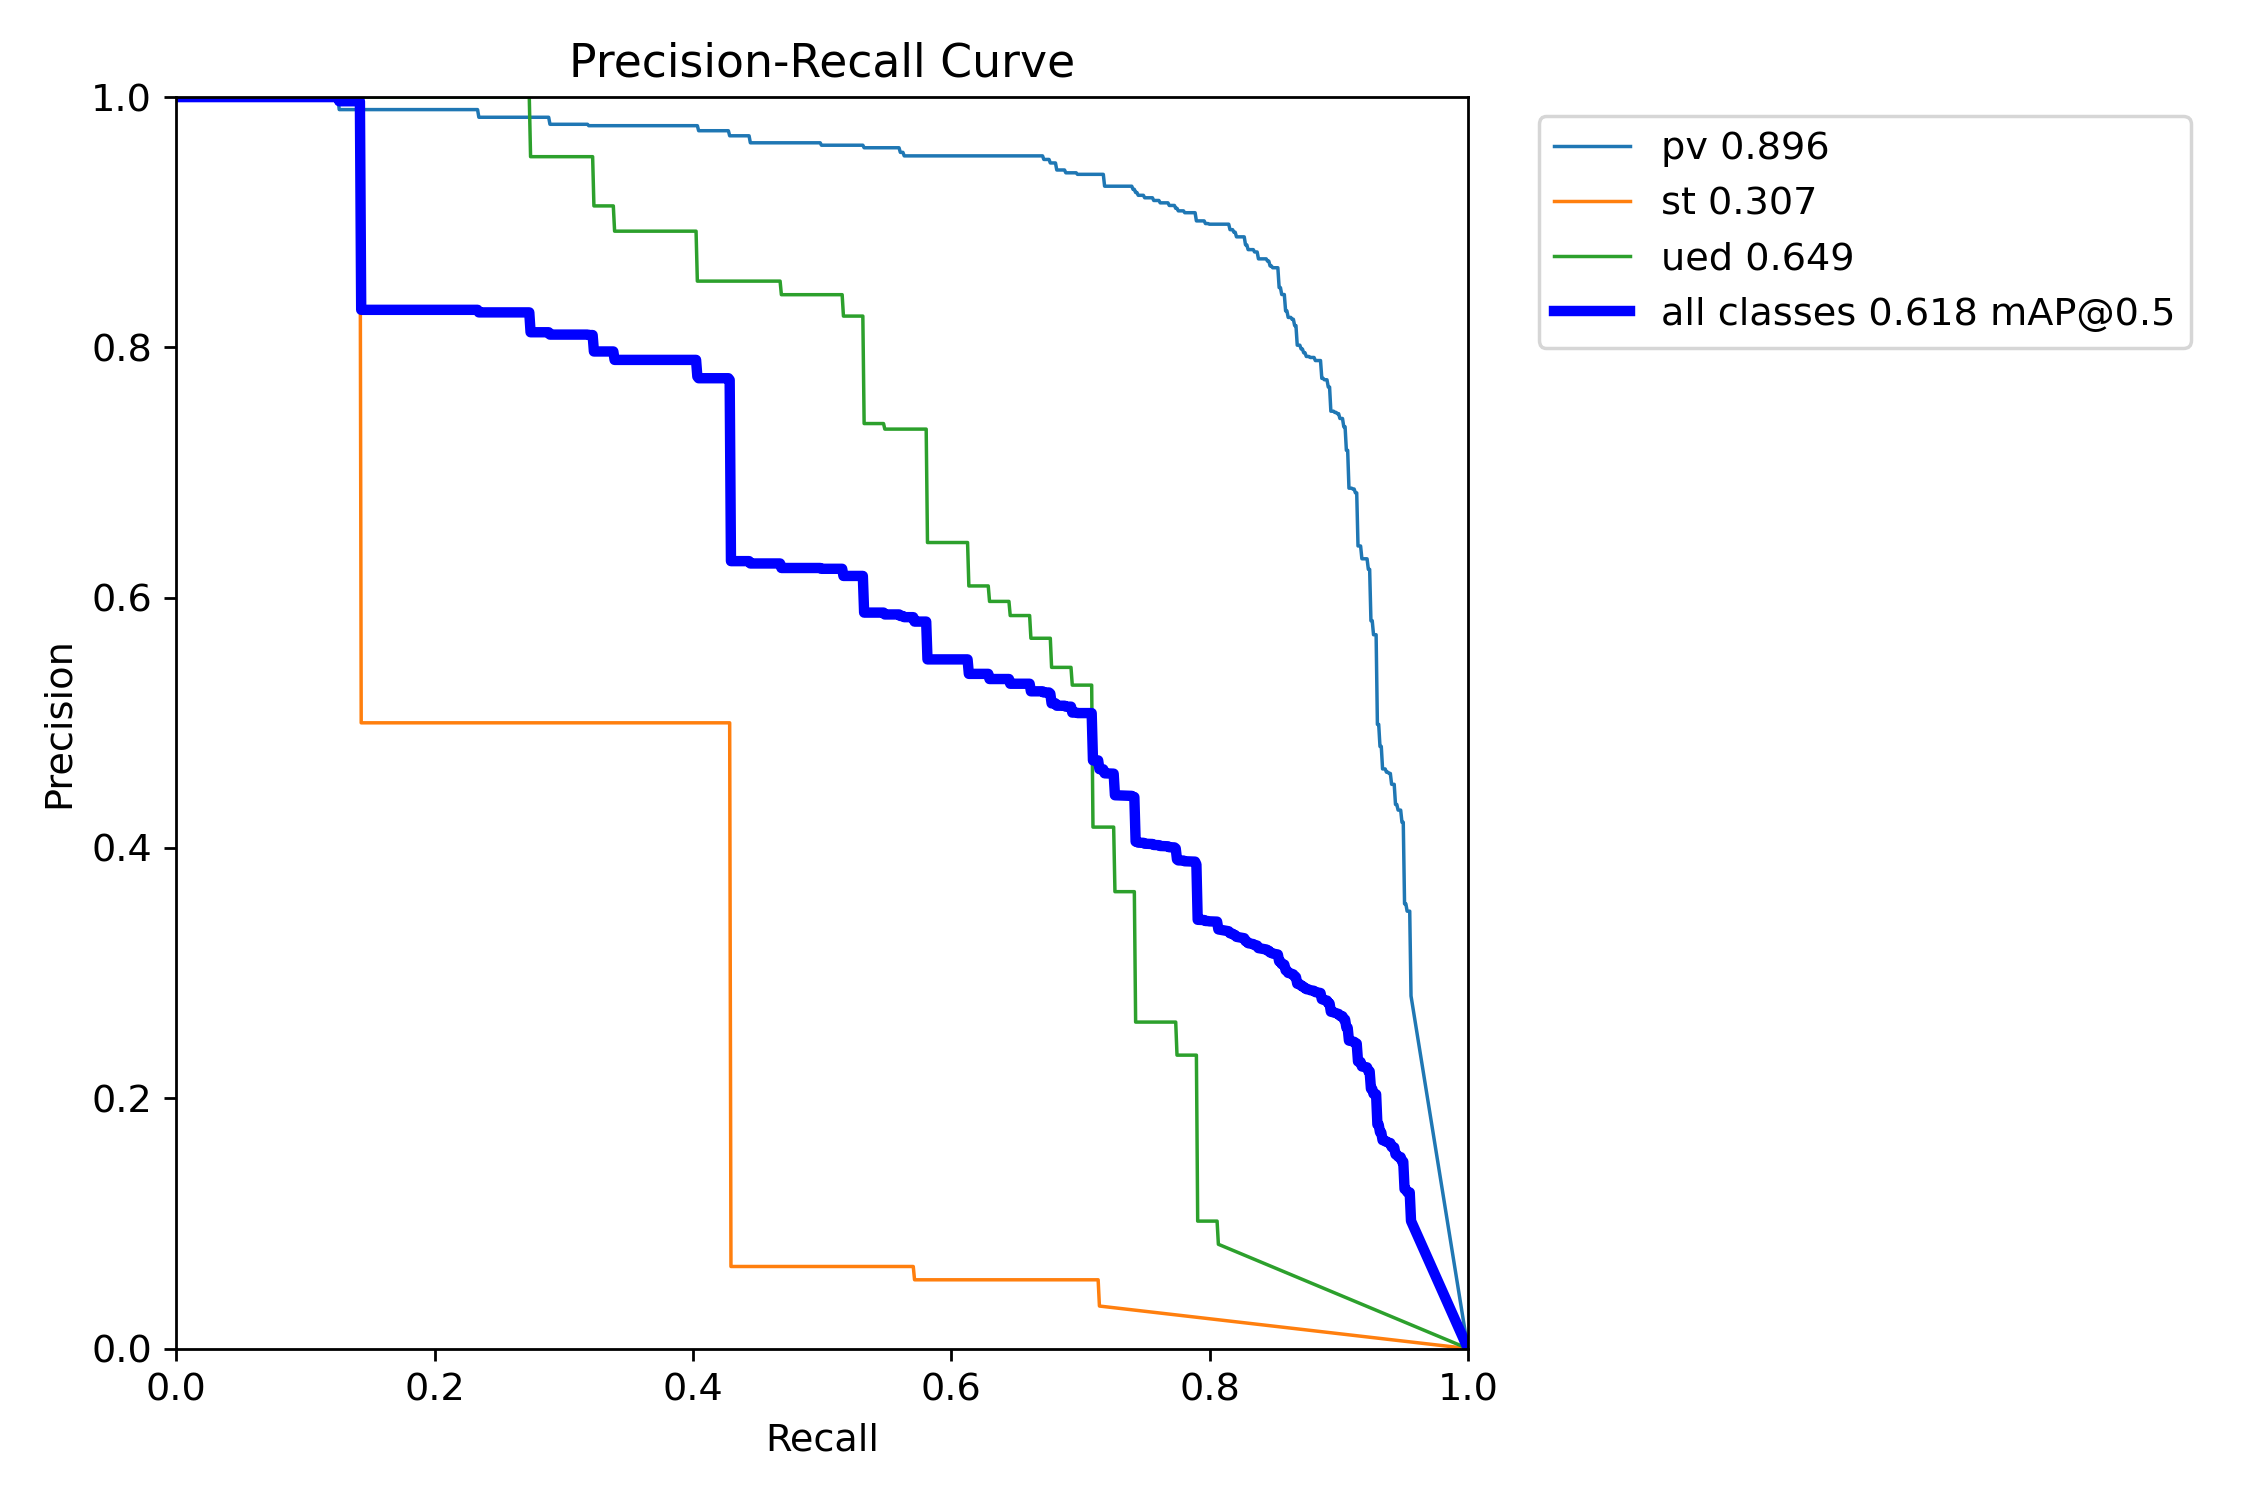 Precision-Recall Curve
1.0
0.8
0.6
0.4
0.2
0.0
Precision
0.0 0.2 0.4 0.6 0.8 1.0
Recall
pv 0.896
st 0.307
ued 0.649
all classes 0.618 mAP@0.5